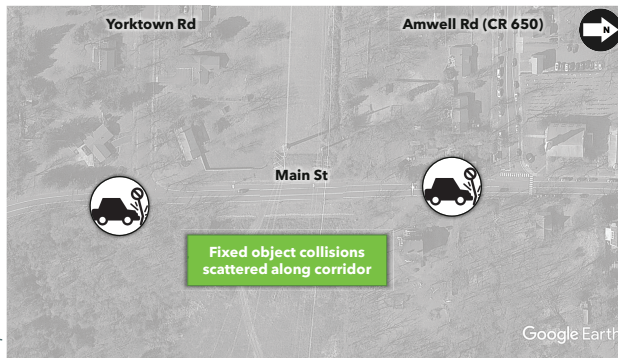 Yorktown Rd
Amwell Rd (CR 650)
N
Main St
Fixed object collisions
scattered along corridor
Google Earth